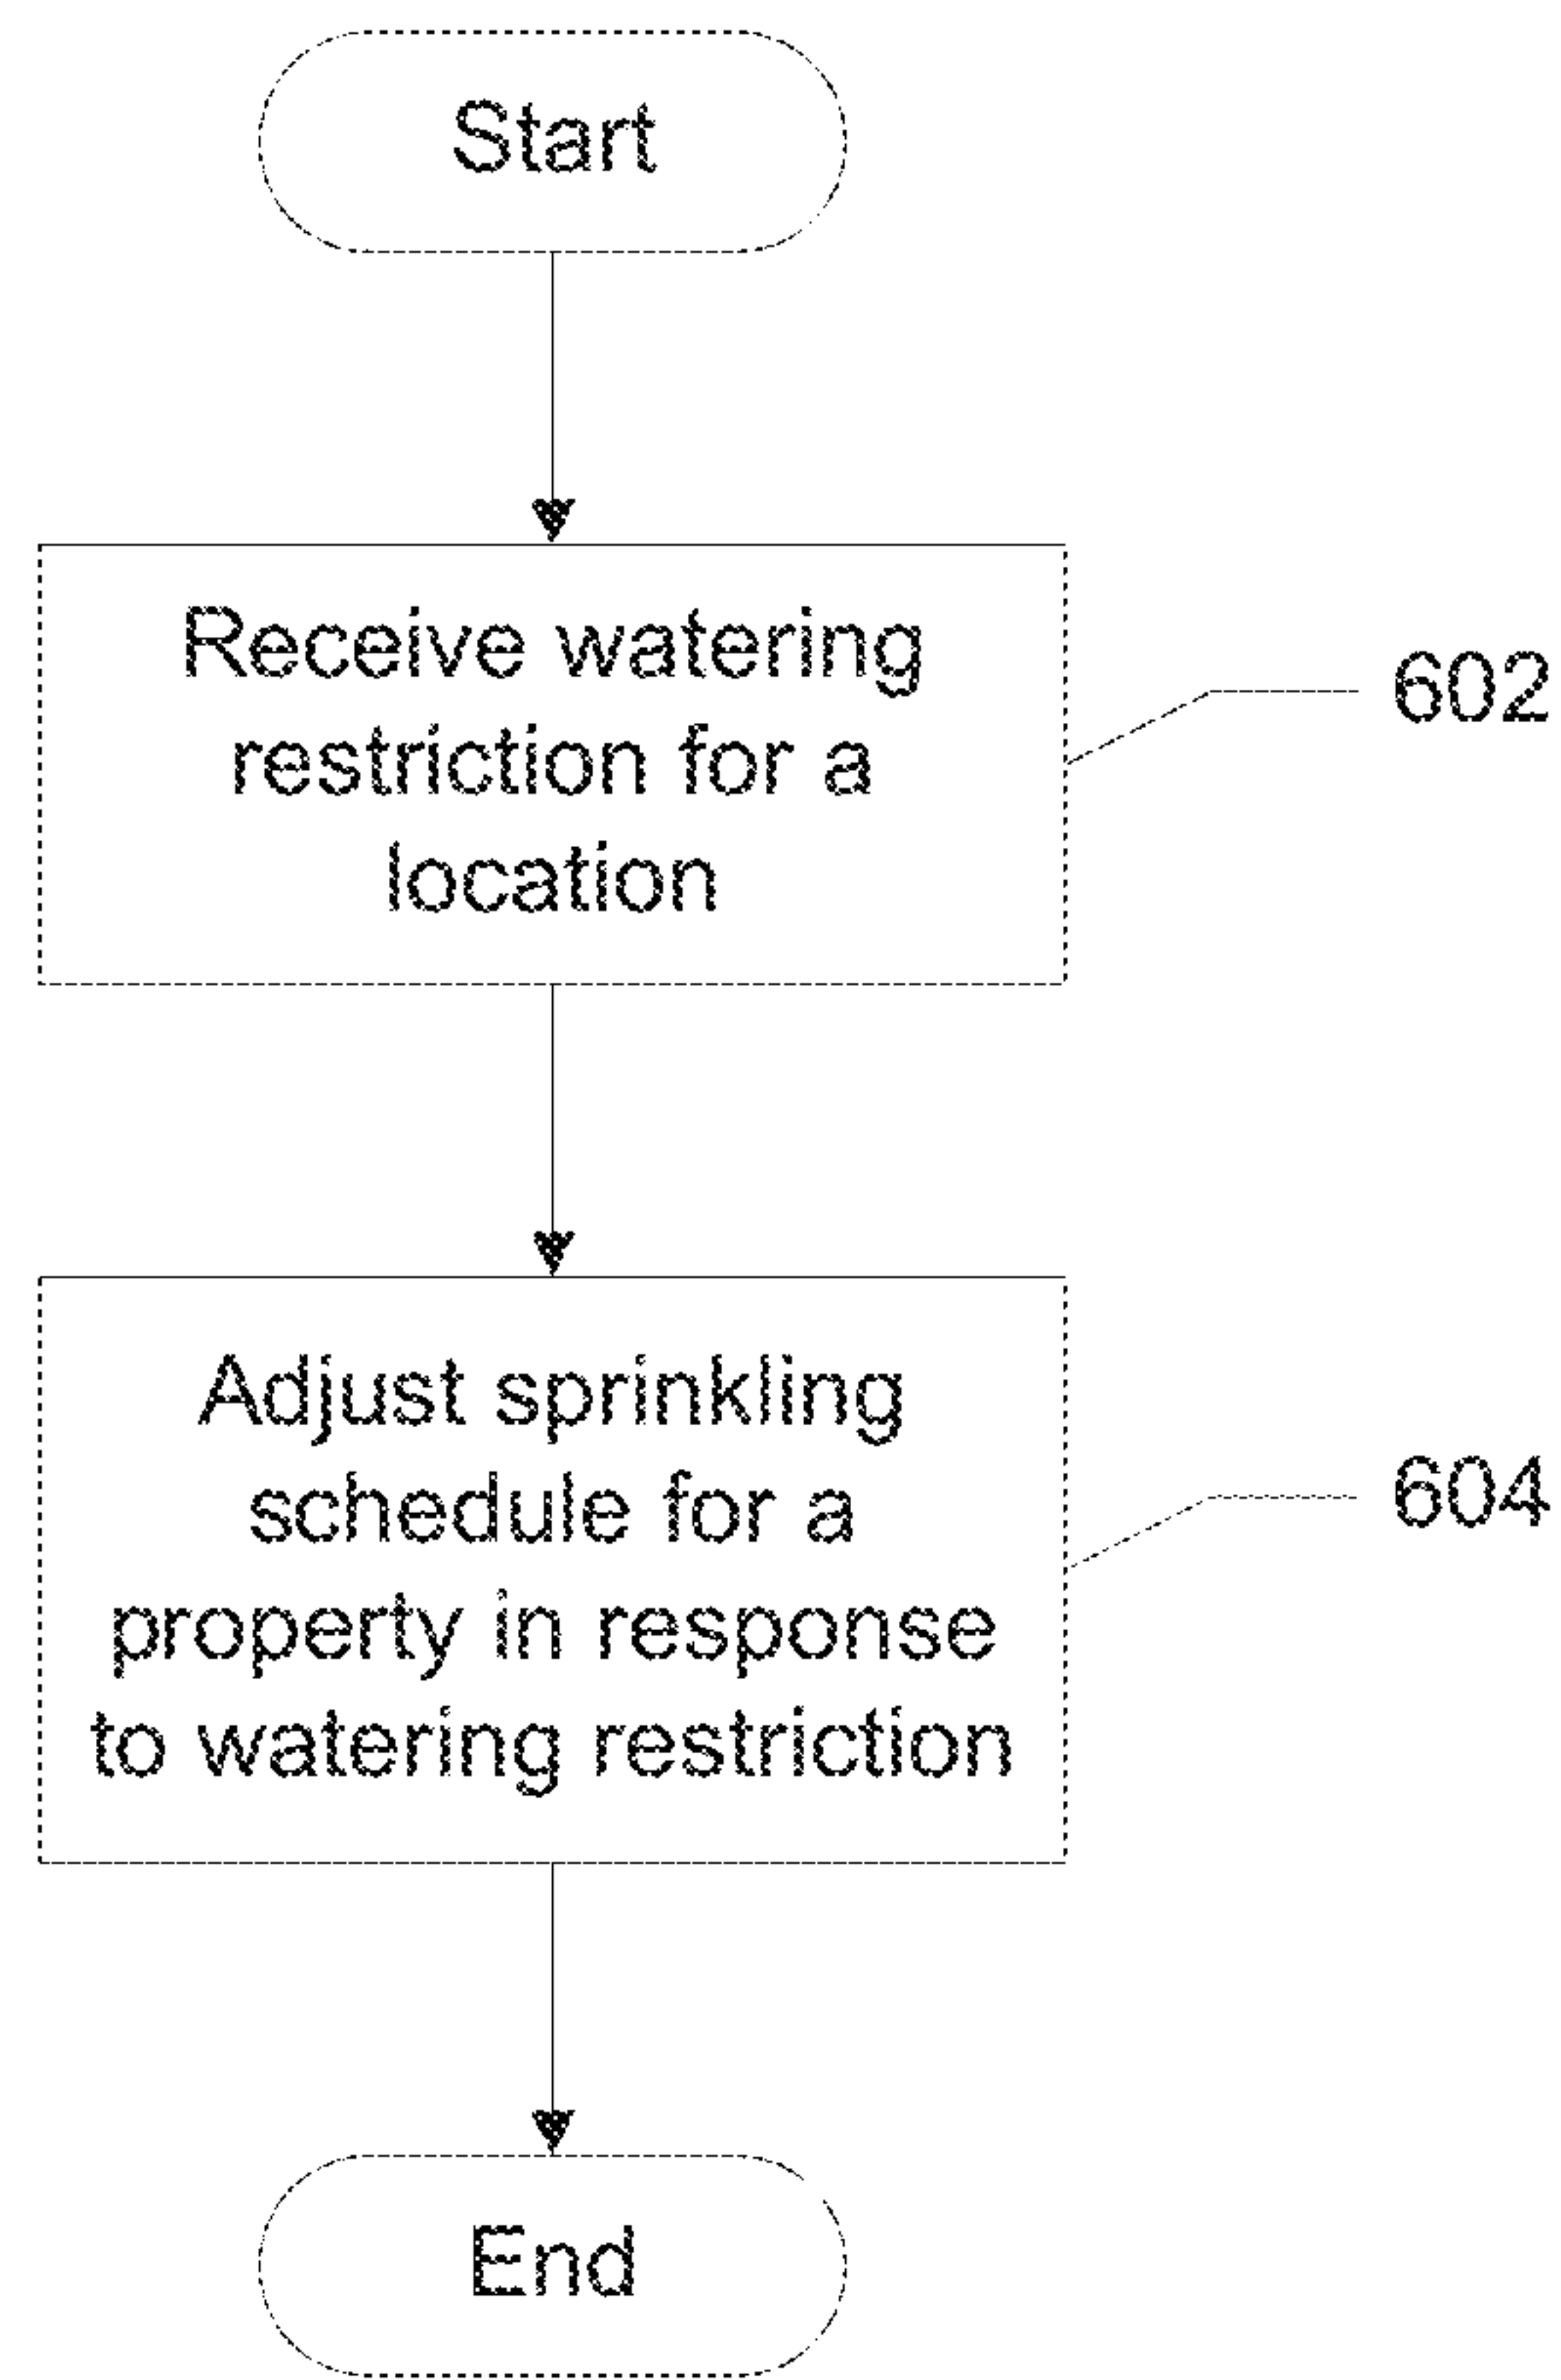 Start
Receive watering
restriction for a
location
602
Adjust sprinkling
schedule for a
property in response
to watering restriction
604
End